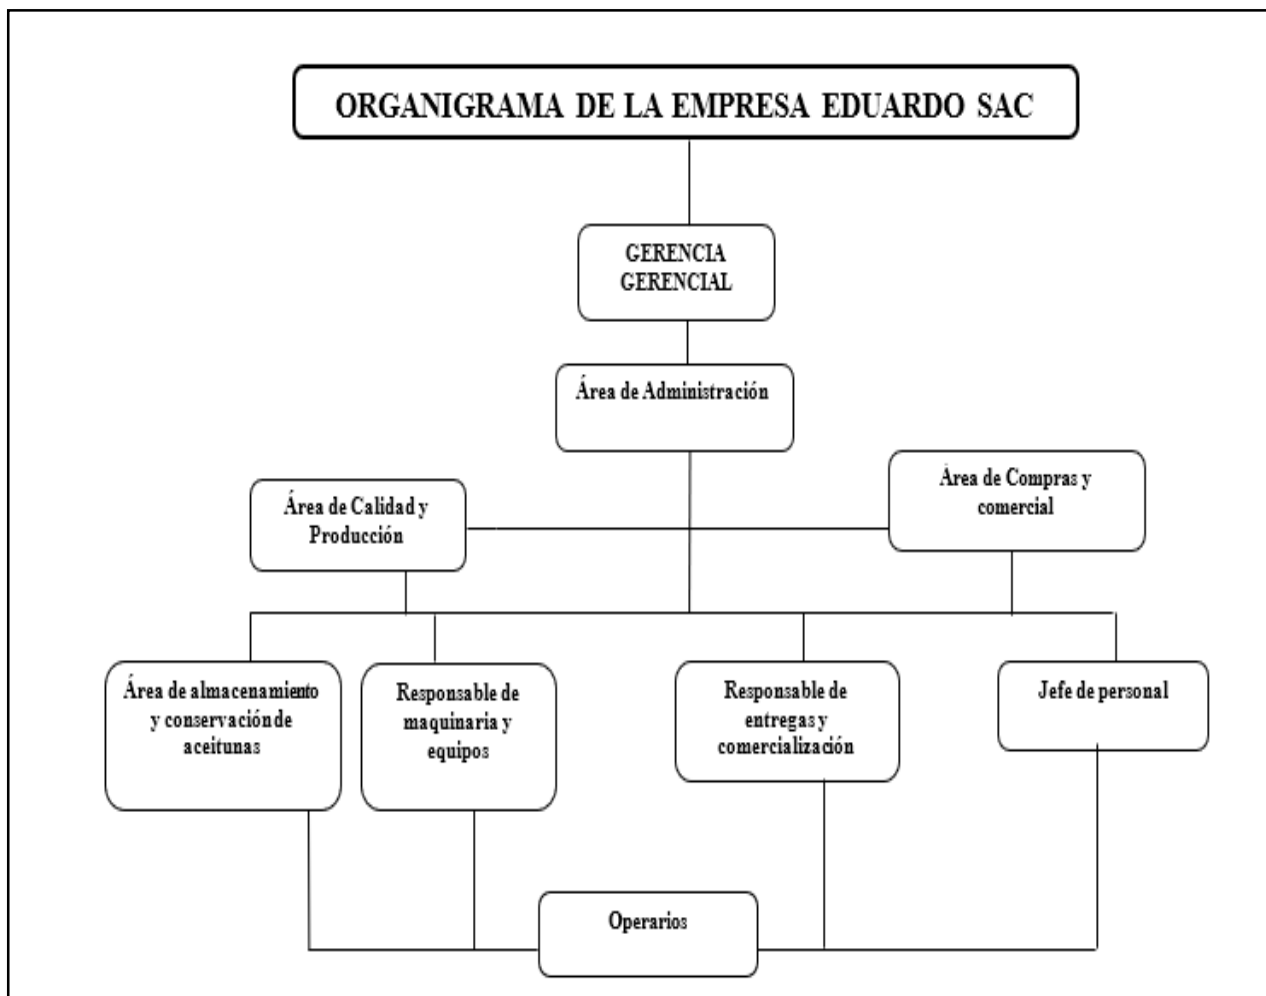 ORGANIGRAMA DE LA EMPRESA EDUARDO SAC
GERENCIA
GERENCIAL
Área de Administración
Área de Calidad y
Producción
Área de Compras y
comercial
Área de almacenamiento
y conservación de
aceitunas
Responsable de
maquinaria y
equipos
Responsable de
entregas y
comercialización
Jefe de personal
Operarios